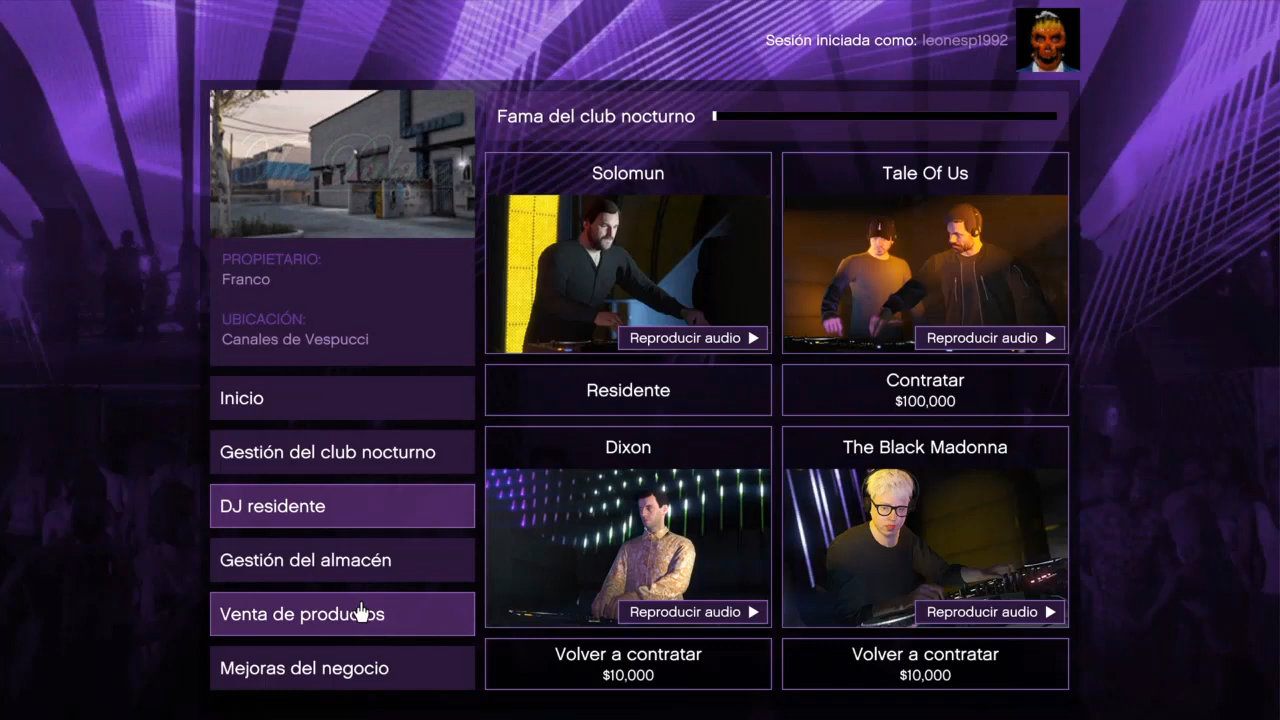 Sesión iniciada como: leonesp1992
PROPIETARIO:
Franco
UBICACIÓN:
Canales de Vespucci
Inicio
Gestión del club nocturno
DJ residente
Gestión del almacén
Venta de productos
Mejoras del negocio
Fama del club nocturno
Solomun
Reproducir audio
Residente
Tale Of Us
Reproducir audio
Contratar
$100,000
Dixon
Reproducir audio
Volver a contratar
$10,000
The Black Madonna
Reproducir audio
Volver a contratar
$10,000